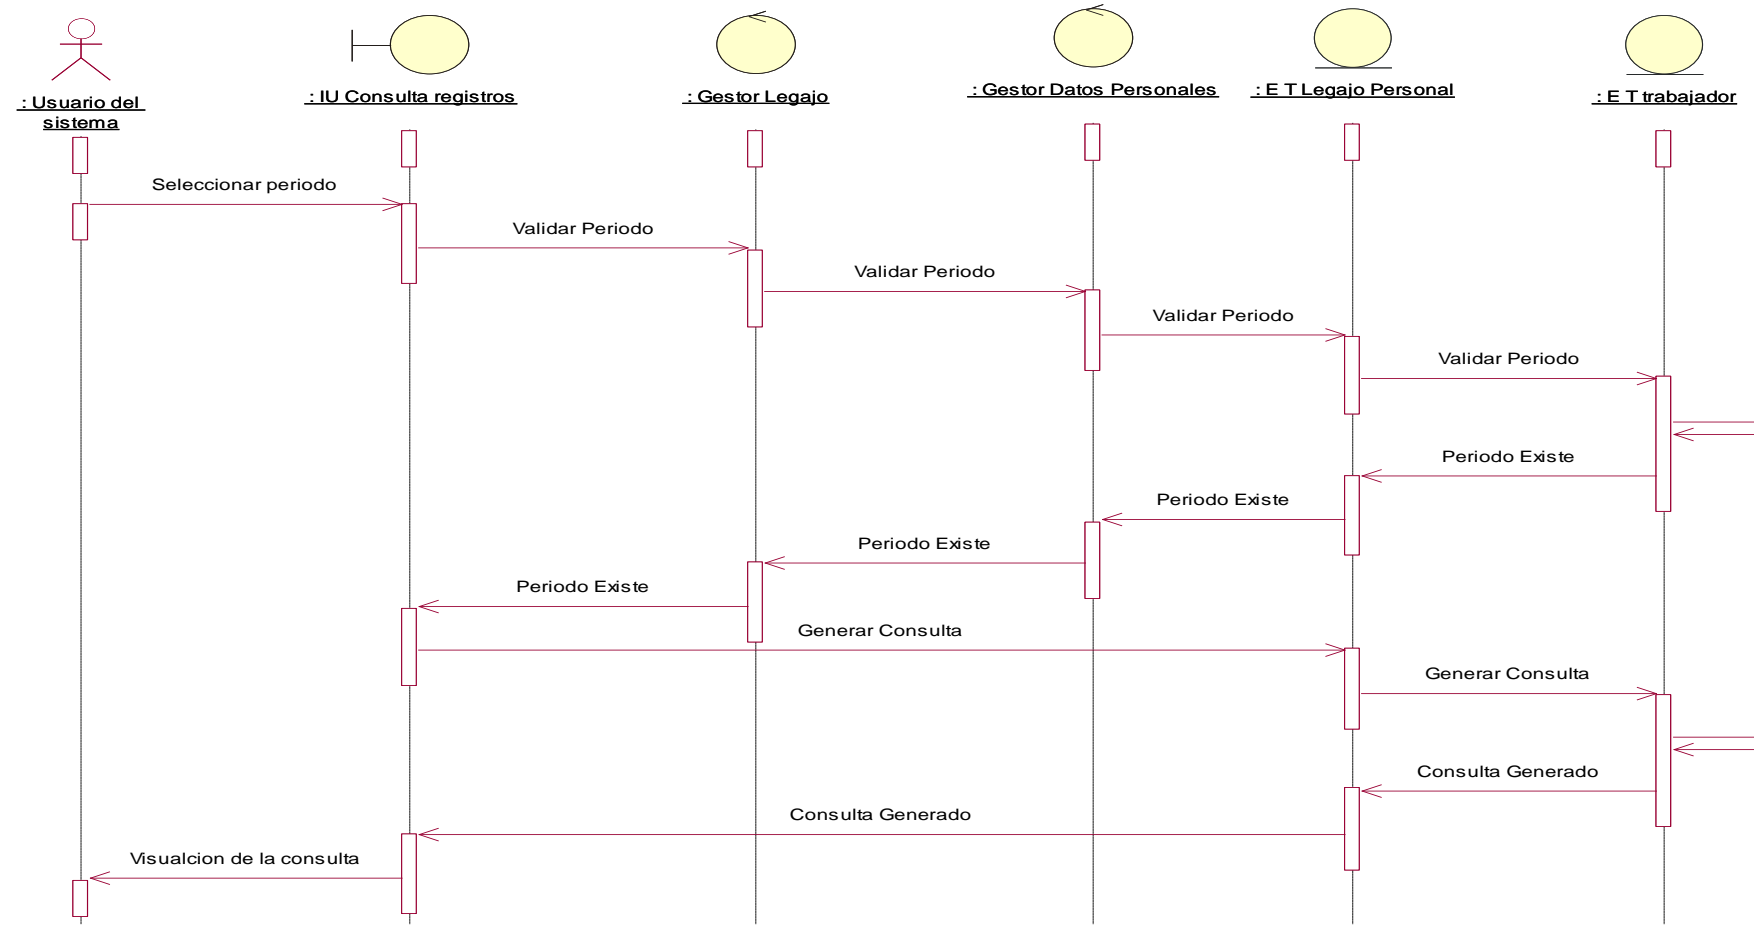 : Usuario del
sistema
: IU Consulta registros
: Gestor Legajo
: Gestor Datos Personales
: E T Legajo Personal
: E T trabajador
Seleccionar periodo
Validar Periodo
Validar Periodo
Validar Periodo
Validar Periodo
Periodo Existe
Periodo Existe
Periodo Existe
Periodo Existe
Generar Consulta
Generar Consulta
Consulta Generado
Consulta Generado
Visualcion de la consulta